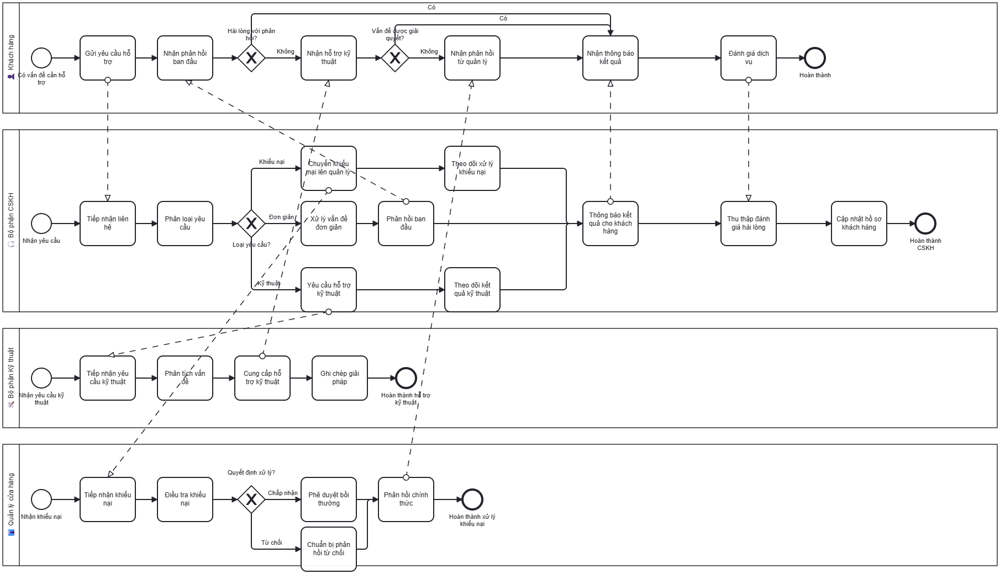 Khách hàng
Có
Có
Hài lòng với phản
hồi?
Vấn đề được giải
quyết?
Gửi yêu cầu hỗ
trợ
Nhận phản hồi
ban đầu
Không
Nhận hỗ trợ kỹ
thuật
Không
Nhận phản hồi
từ quản lý
Nhận thông báo
kết quả
Đánh giá dịch
vụ
Có vấn đề cần hỗ
trợ
Hoàn thành
Bộ phận CSKH
Khiếu nại
Chuyển khiếu
nại lên quản lý
Theo dõi xử lý
khiếu nại
Nhận yêu cầu
Tiếp nhận liên
hệ
Phân loại yêu
cầu
Đơn giản
Loại yêu cầu?
Xử lý vấn đề
đơn giản
Phản hồi ban
đầu
Thông báo kết
quả cho khách
hàng
Thu thập đánh
giá hài lòng
Cập nhật hồ sơ
khách hàng
Hoàn thành
CSKH
Kỹ thuật
Yêu cầu hỗ trợ
kỹ thuật
Theo dõi kết
quả kỹ thuật
Bộ phận Kỹ thuật
Nhận yêu cầu kỹ
thuật
Tiếp nhận yêu
cầu kỹ thuật
Phân tích vấn
đề
Cung cấp hỗ
trợ kỹ thuật
Ghi chép giải
pháp
Hoàn thành hỗ trợ
kỹ thuật
Quản lý cửa hàng
Nhận khiếu nại
Tiếp nhận khiếu
nại
Điều tra khiếu
nại
Quyết định xử lý?
Chấp nhận
Phê duyệt bồi
thường
Phản hồi chính
thức
Hoàn thành xử lý
khiếu nại
Từ chối
Chuẩn bị phản
hồi từ chối